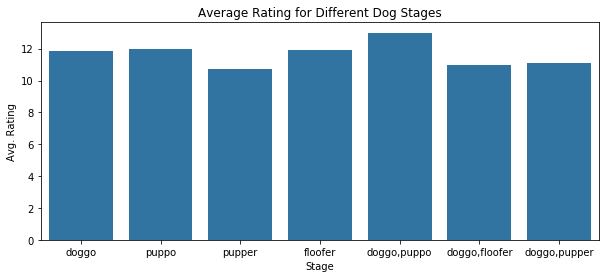 Average Rating for Different Dog Stages
Avg. Rating
12
10
8
6
4
2
0
doggo puppo pupper floofer doggo,puppo doggo,floofer doggo,pupper
Stage